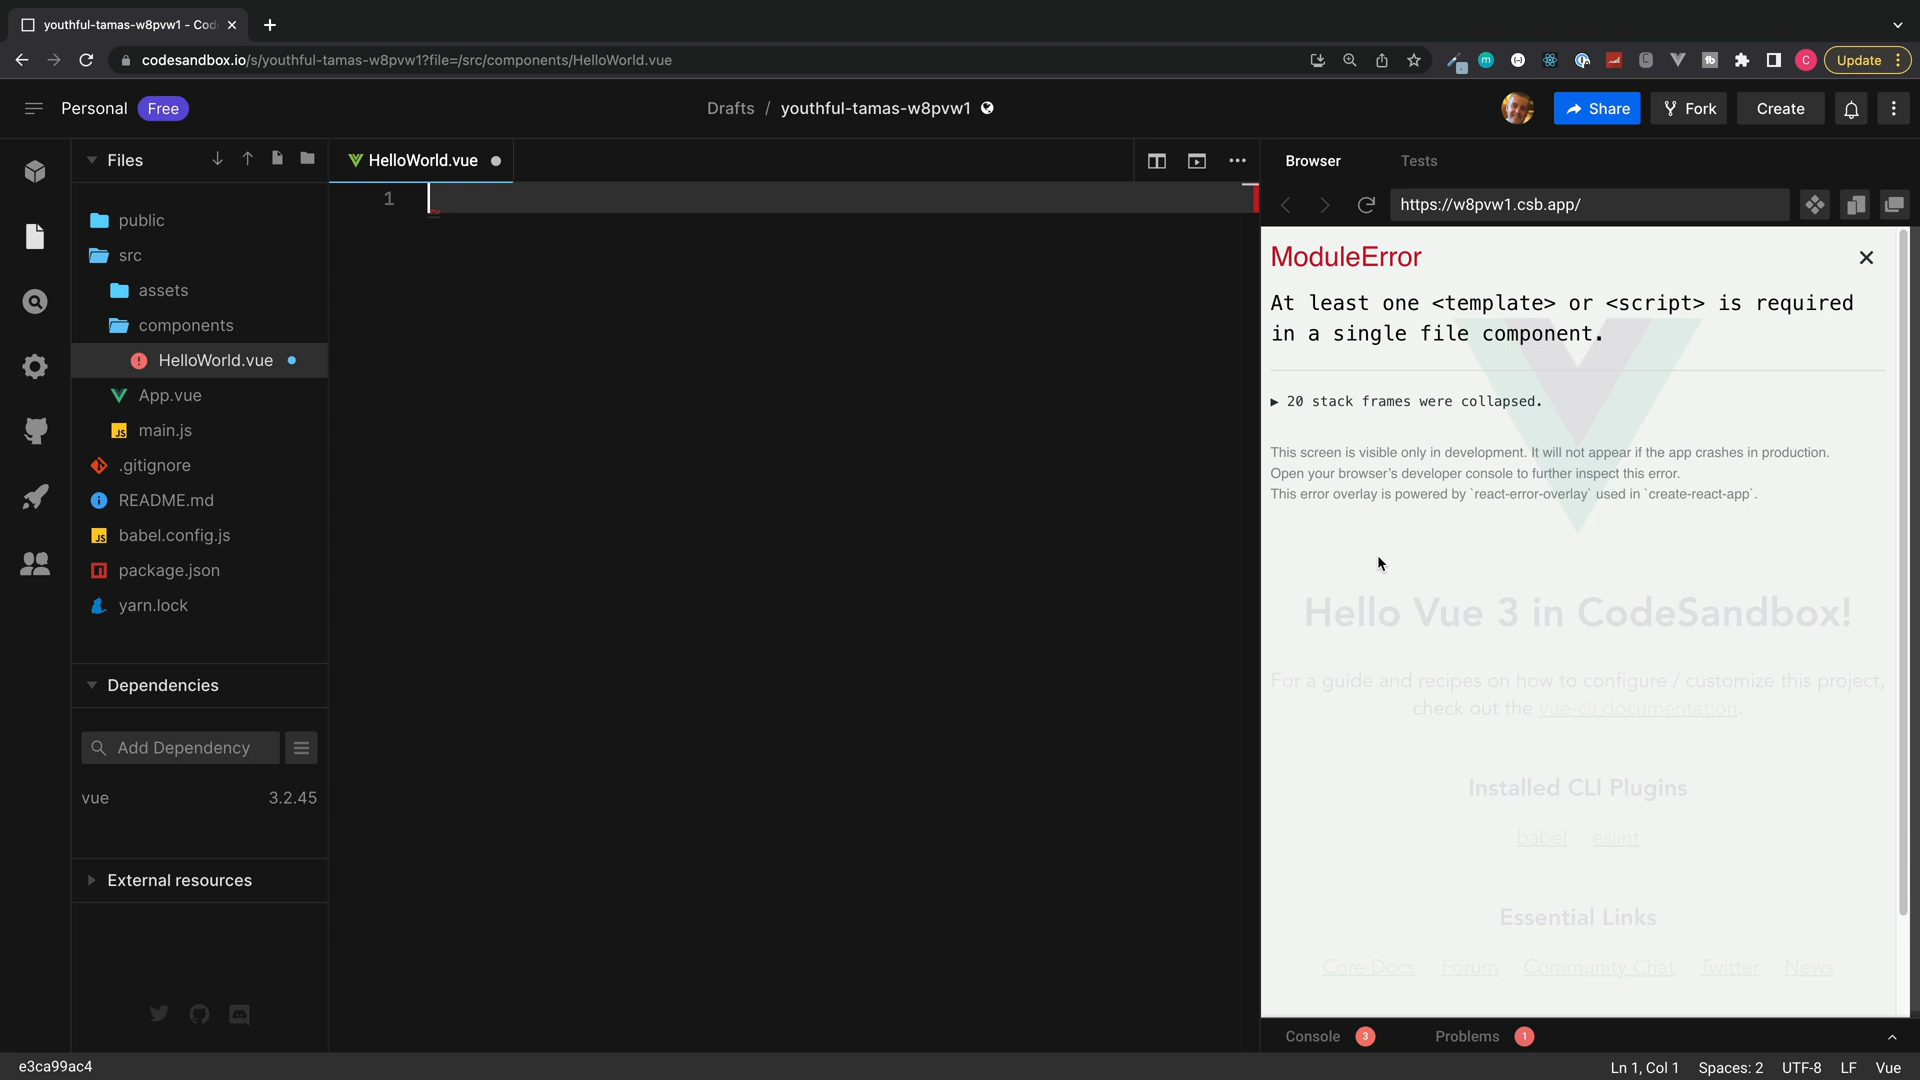 youthful-tamas-w8pvw1 - Cod
codesandbox.io/s/youthful-tamas-w8pvw1?file=/src/components/HelloWorld.vue
Update
Personal Free
Drafts / youthful-tamas-w8pvw1
Share
Fork
Create
Files
HelloWorld.vue
Browser
Tests
1
https://w8pvw1.csb.app/
public
src
assets
components
HelloWorld.vue
App.vue
main.js
.gitignore
README.md
babel.config.js
package.json
yarn.lock
Dependencies
Add Dependency
vue 3.2.45
External resources
ModuleError
At least one <template> or <script> is required
in a single file component.
▶ 20 stack frames were collapsed.
This screen is visible only in development. It will not appear if the app crashes in production.
Open your browser’s developer console to further inspect this error.
This error overlay is powered by `react-error-overlay` used in `create-react-app`.
Hello Vue 3 in CodeSandbox!
For a guide and recipes on how to configure / customize this project,
check out the vue-cli documentation.
Installed CLI Plugins
babel eslint
Essential Links
Core Docs Forum Community Chat Twitter News
Console 3
Problems 1
e3ca99ac4
Ln 1, Col 1 Spaces: 2 UTF-8 LF Vue